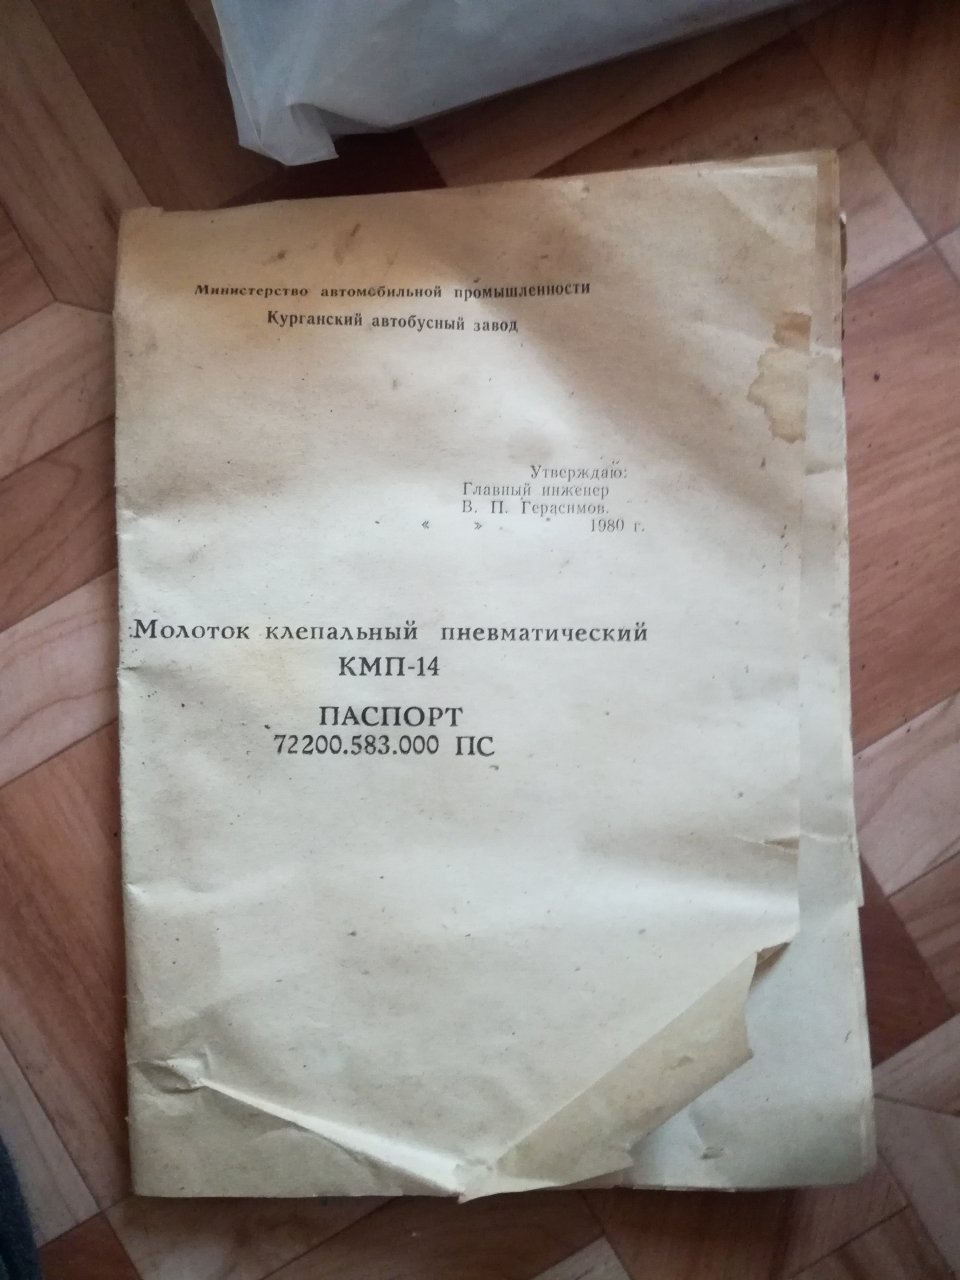 Министерство автомобильной промышленности
Курганский автобусный завод
Утверждаю:
Главный инженер
В. П. Герасимов.
« » 1980 г.
Молоток клепальный пневматический
КМП-14
ПАСПОРТ
72200.583.000 ПС